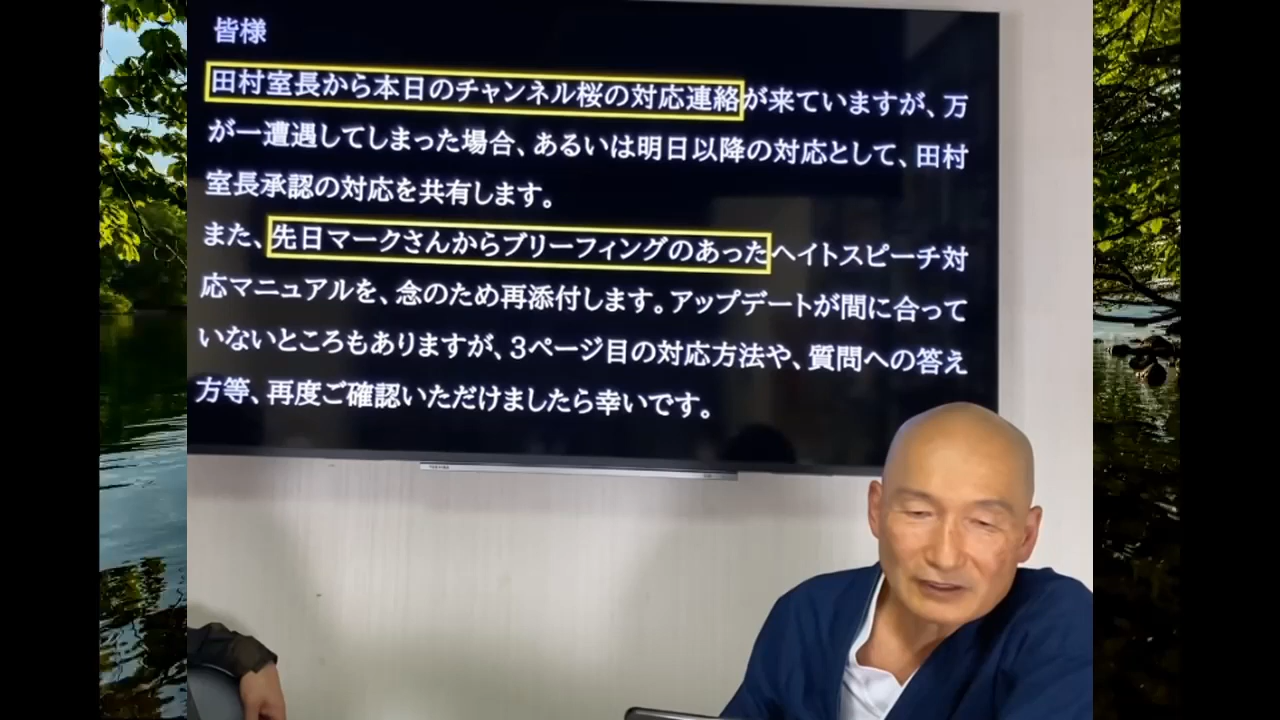 皆様
田村室長から本日のチャンネル桜の対応連絡が来ていますが、万
が一遭遇してしまった場合、あるいは明日以降の対応として、田村
室長承認の対応を共有します。
また、先日マークさんからブリーフィングのあったヘイトスピーチ対
応マニュアルを、念のため再添付します。アップデートが間に合って
いないところもありますが、3ページ目の対応方法や、質問への答え
方等、再度ご確認いただけましたら幸いです。
TOSHIBA